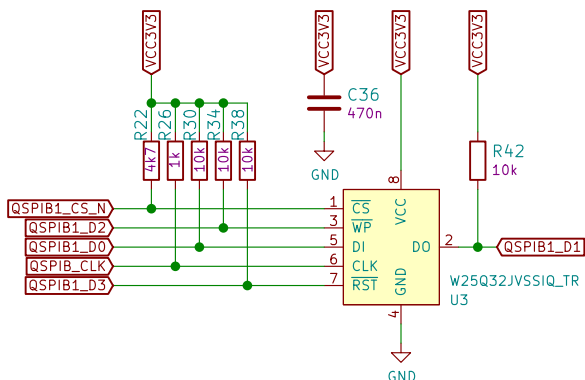 VCC3V3
VCC3V3
VCC3V3
VCC3V3
R22
R26
R30
R34
R38
4k7
1k
10k
10k
10k
C36
470n
GND
R42
10k
QSPIB1_CS_N
QSPIB1_D2
QSPIB1_D0
QSPIB_CLK
QSPIB1_D3
1
3
5
6
7
8
CS
WP
DI
CLK
RST
VCC
GND
DO
2
QSPIB1_D1
4
W25Q32JVSSIQ_TR
U3
GND